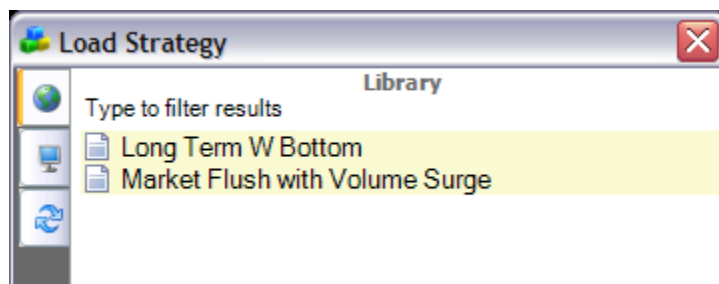 Load Strategy
Library
Type to filter results
Long Term W Bottom
Market Flush with Volume Surge